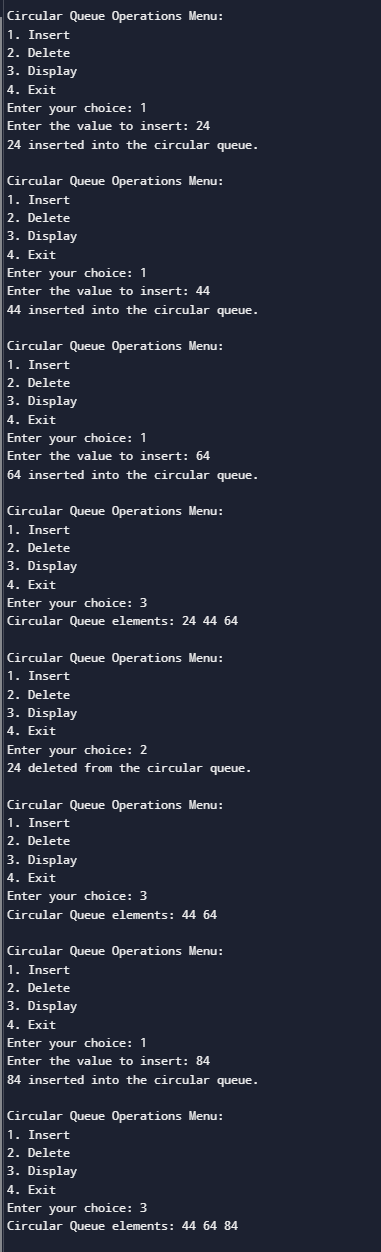 Circular Queue Operations Menu:
1. Insert
2. Delete
3. Display
4. Exit
Enter your choice: 1
Enter the value to insert: 24
24 inserted into the circular queue.

Circular Queue Operations Menu:
1. Insert
2. Delete
3. Display
4. Exit
Enter your choice: 1
Enter the value to insert: 44
44 inserted into the circular queue.

Circular Queue Operations Menu:
1. Insert
2. Delete
3. Display
4. Exit
Enter your choice: 1
Enter the value to insert: 64
64 inserted into the circular queue.

Circular Queue Operations Menu:
1. Insert
2. Delete
3. Display
4. Exit
Enter your choice: 3
Circular Queue elements: 24 44 64

Circular Queue Operations Menu:
1. Insert
2. Delete
3. Display
4. Exit
Enter your choice: 2
24 deleted from the circular queue.

Circular Queue Operations Menu:
1. Insert
2. Delete
3. Display
4. Exit
Enter your choice: 3
Circular Queue elements: 44 64

Circular Queue Operations Menu:
1. Insert
2. Delete
3. Display
4. Exit
Enter your choice: 1
Enter the value to insert: 84
84 inserted into the circular queue.

Circular Queue Operations Menu:
1. Insert
2. Delete
3. Display
4. Exit
Enter your choice: 3
Circular Queue elements: 44 64 84